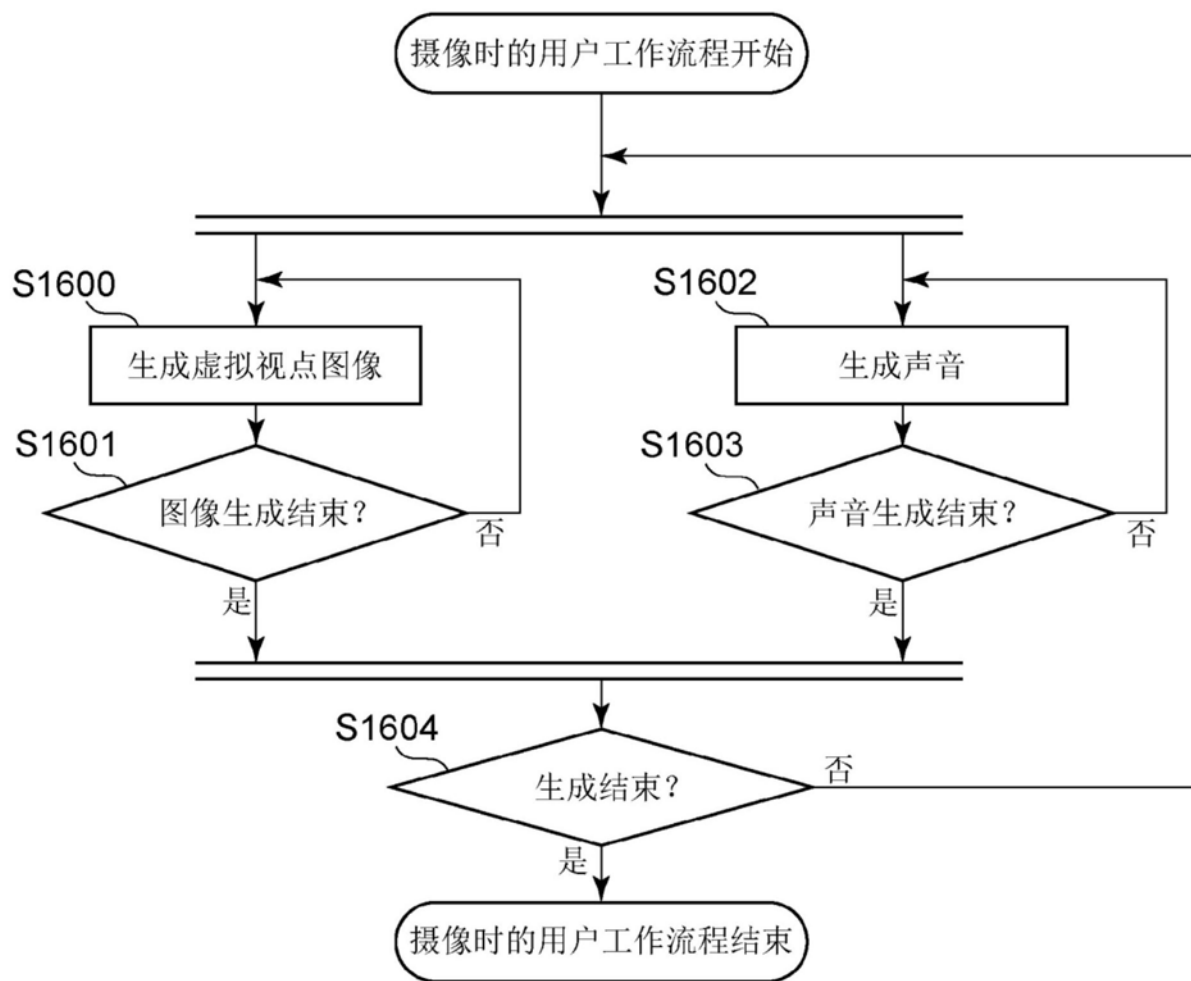 摄像时的用户工作流程开始
S1600
S1602
生成虚拟视点图像
生成声音
S1601
S1603
图像生成结束？
声音生成结束？
否
否
是
是
S1604
生成结束？
否
是
摄像时的用户工作流程结束